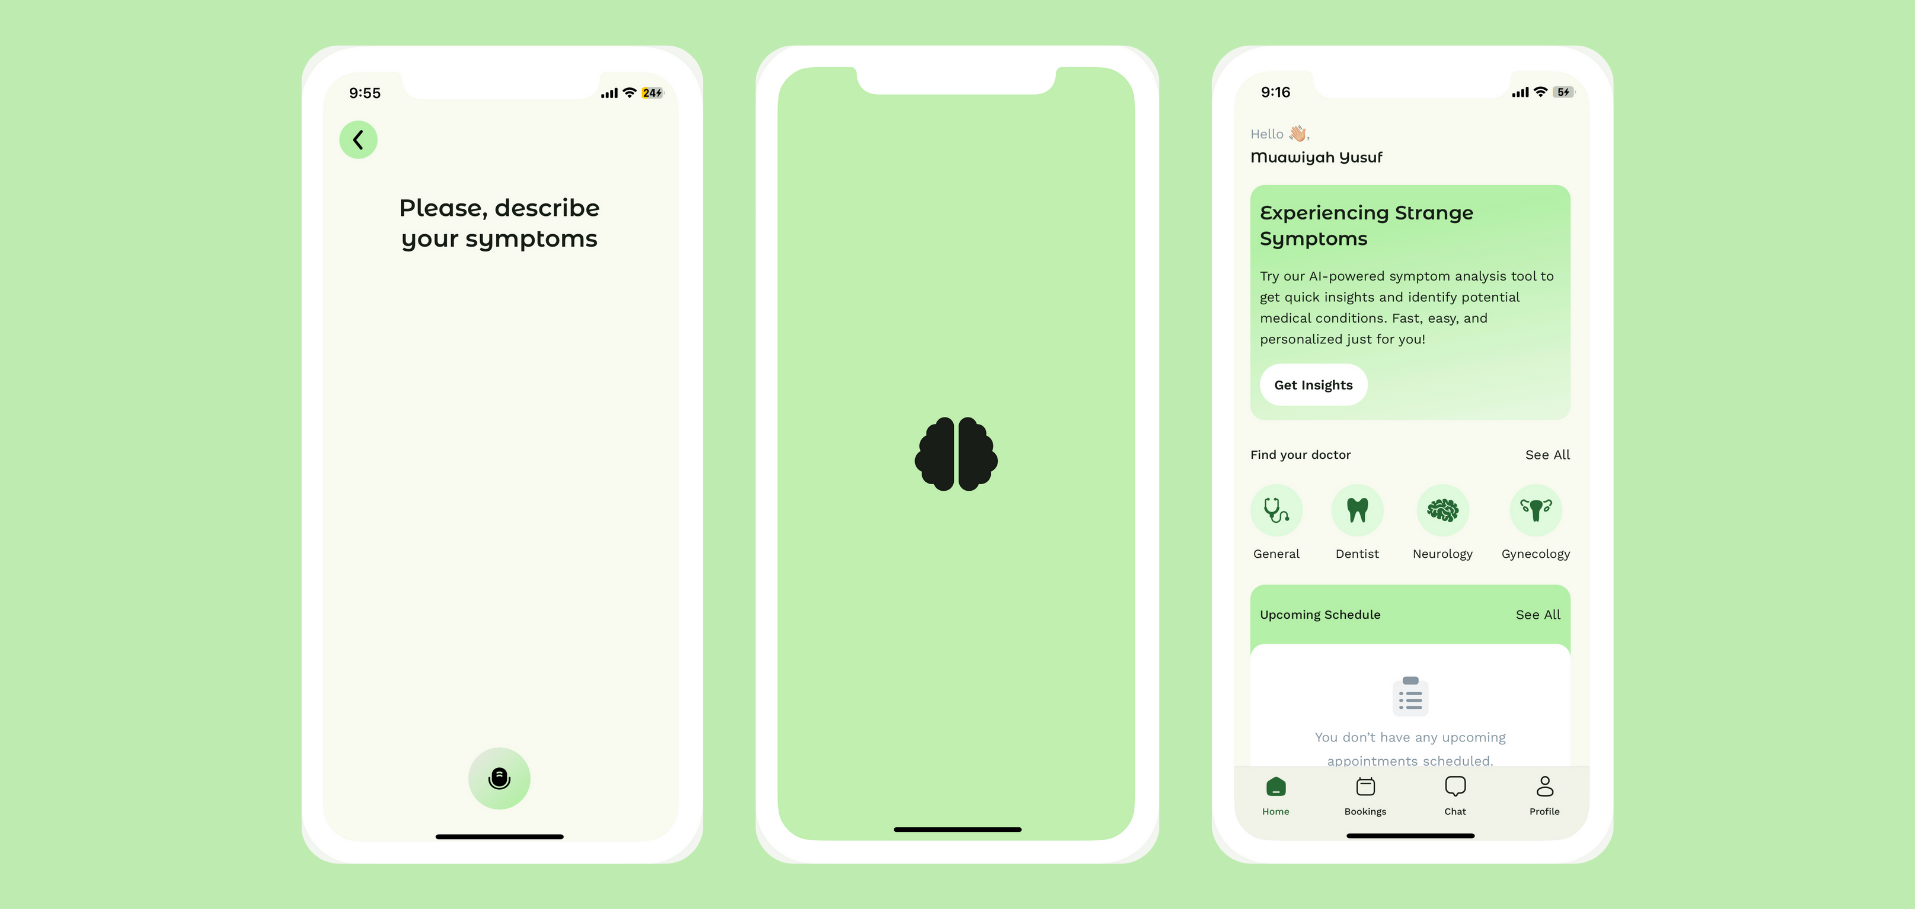 9:55
24
Please, describe
your symptoms
9:16
5
Hello 👋,
Muawiyah Yusuf
Experiencing Strange
Symptoms
Try our AI-powered symptom analysis tool to
get quick insights and identify potential
medical conditions. Fast, easy, and
personalized just for you!
Get Insights
Find your doctor See All
General Dentist Neurology Gynecology
Upcoming Schedule See All
You don't have any upcoming
appointments scheduled.
Home Bookings Chat Profile